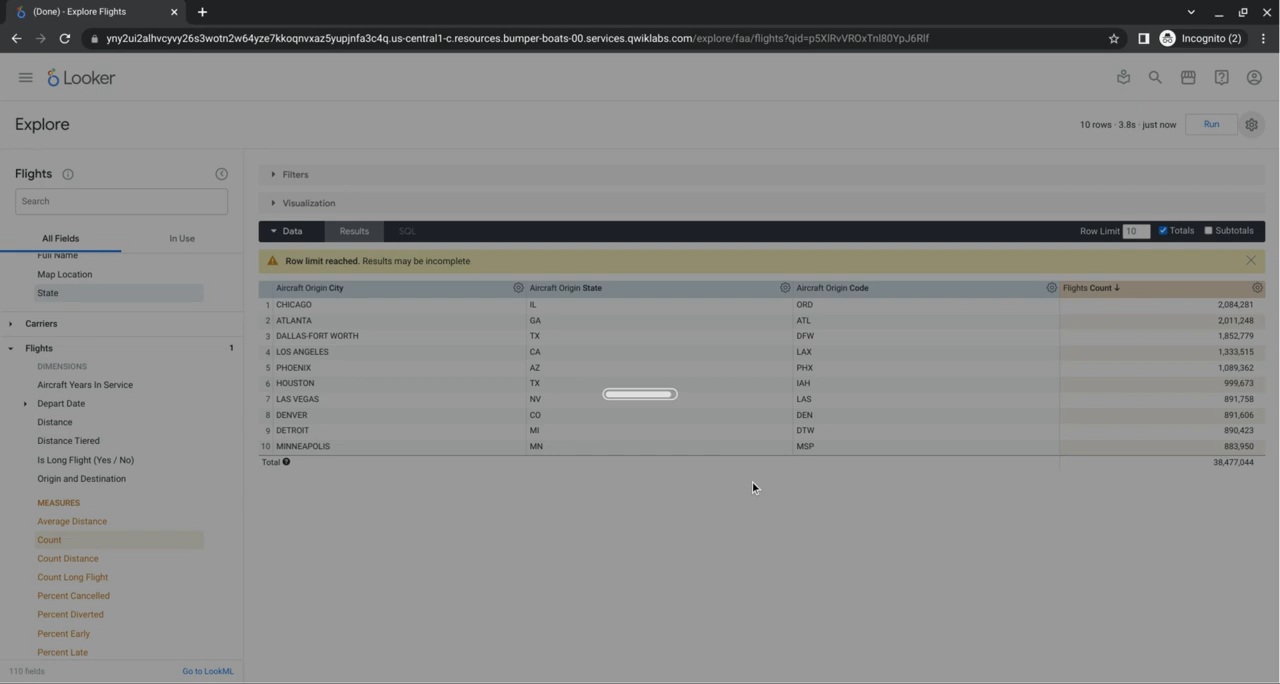 (Done) - Explore Flights
yny2ui2alhvcyvy26s3wotn2w64yze7kkoqnvxaz5yupjnfa3c4q.us-central1-c.resources.bumper-boats-00.services.qwiklabs.com/explore/faa/flights?qid=p5XlRvVROxTnl80YpJ6Rlf
Incognito (2)
Looker
Explore
10 rows · 3.8s · just now
Run
Flights
Search
All Fields
In Use
Full Name
Map Location
State
Carriers
Flights 1
DIMENSIONS
Aircraft Years In Service
Depart Date
Distance
Distance Tiered
Is Long Flight (Yes / No)
Origin and Destination
MEASURES
Average Distance
Count
Count Distance
Count Long Flight
Percent Cancelled
Percent Diverted
Percent Early
Percent Late
110 fields
Go to LookML
Filters
Visualization
Data Results SQL Row Limit 10 Totals Subtotals
Row limit reached. Results may be incomplete
Aircraft Origin City Aircraft Origin State Aircraft Origin Code Flights Count ↓
1 CHICAGO IL ORD 2,084,281
2 ATLANTA GA ATL 2,011,248
3 DALLAS-FORT WORTH TX DFW 1,852,779
4 LOS ANGELES CA LAX 1,333,515
5 PHOENIX AZ PHX 1,089,362
6 HOUSTON TX IAH 999,673
7 LAS VEGAS NV LAS 891,758
8 DENVER CO DEN 891,606
9 DETROIT MI DTW 890,423
10 MINNEAPOLIS MN MSP 883,950
Total 38,477,044